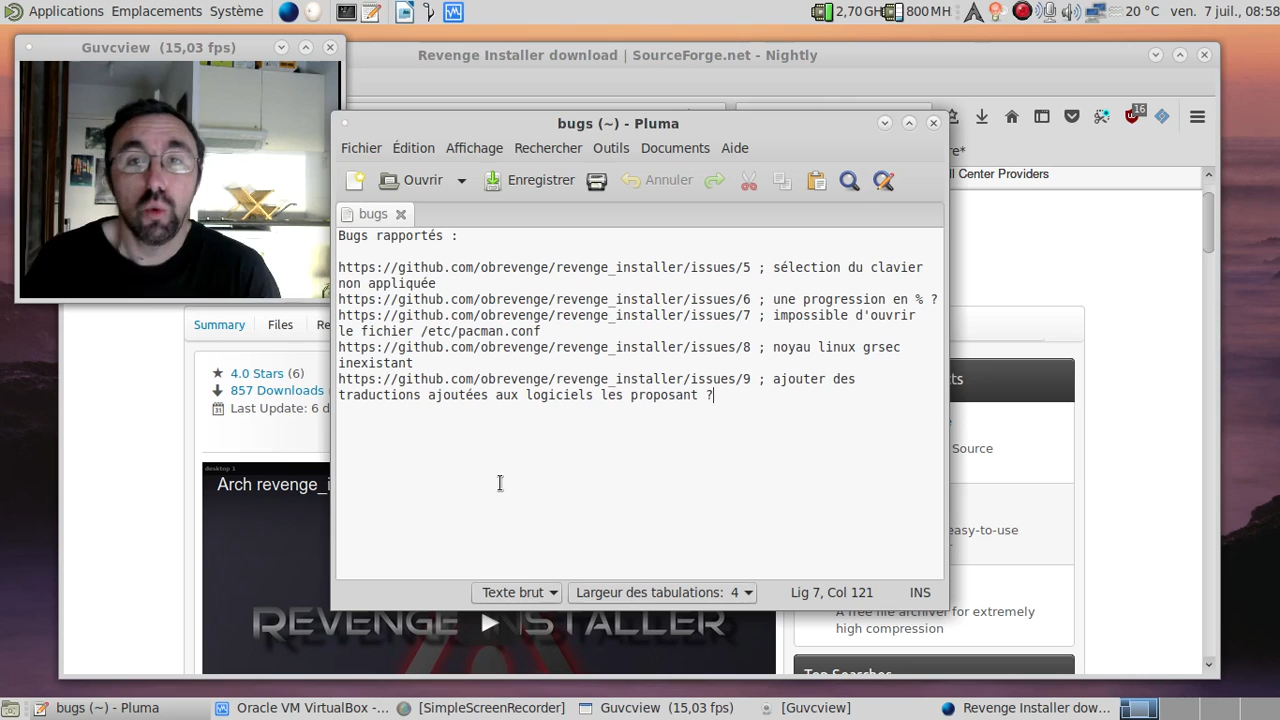 Applications Emplacements Système
2,70 GH 800 MH 20 °C ven. 7 juil., 08:58
Guvcview (15,03 fps)
Revenge Installer download | SourceForge.net - Nightly
16
bugs (~) - Pluma
Fichier Édition Affichage Rechercher Outils Documents Aide
Ouvrir Enregistrer Annuler
bugs
Bugs rapportés :
https://github.com/obrevenge/revenge_installer/issues/5 ; sélection du clavier
non appliquée
https://github.com/obrevenge/revenge_installer/issues/6 ; une progression en % ?
https://github.com/obrevenge/revenge_installer/issues/7 ; impossible d'ouvrir
le fichier /etc/pacman.conf
https://github.com/obrevenge/revenge_installer/issues/8 ; noyau linux grsec
inexistant
https://github.com/obrevenge/revenge_installer/issues/9 ; ajouter des
traductions ajoutées aux logiciels les proposant ?
Texte brut Largeur des tabulations: 4 Lig 7, Col 121 INS
re*
ll Center Providers
Summary Files Re
4.0 Stars (6)
857 Downloads
Last Update: 6 d
desktop 1
Arch revenge_i
REVENGE INSTALLER
cts
Source
easy-to-use
A free file archiver for extremely
high compression
Top Searches
bugs (~) - Pluma Oracle VM VirtualBox -... [SimpleScreenRecorder] Guvcview (15,03 fps) [Guvcview] Revenge Installer dow...